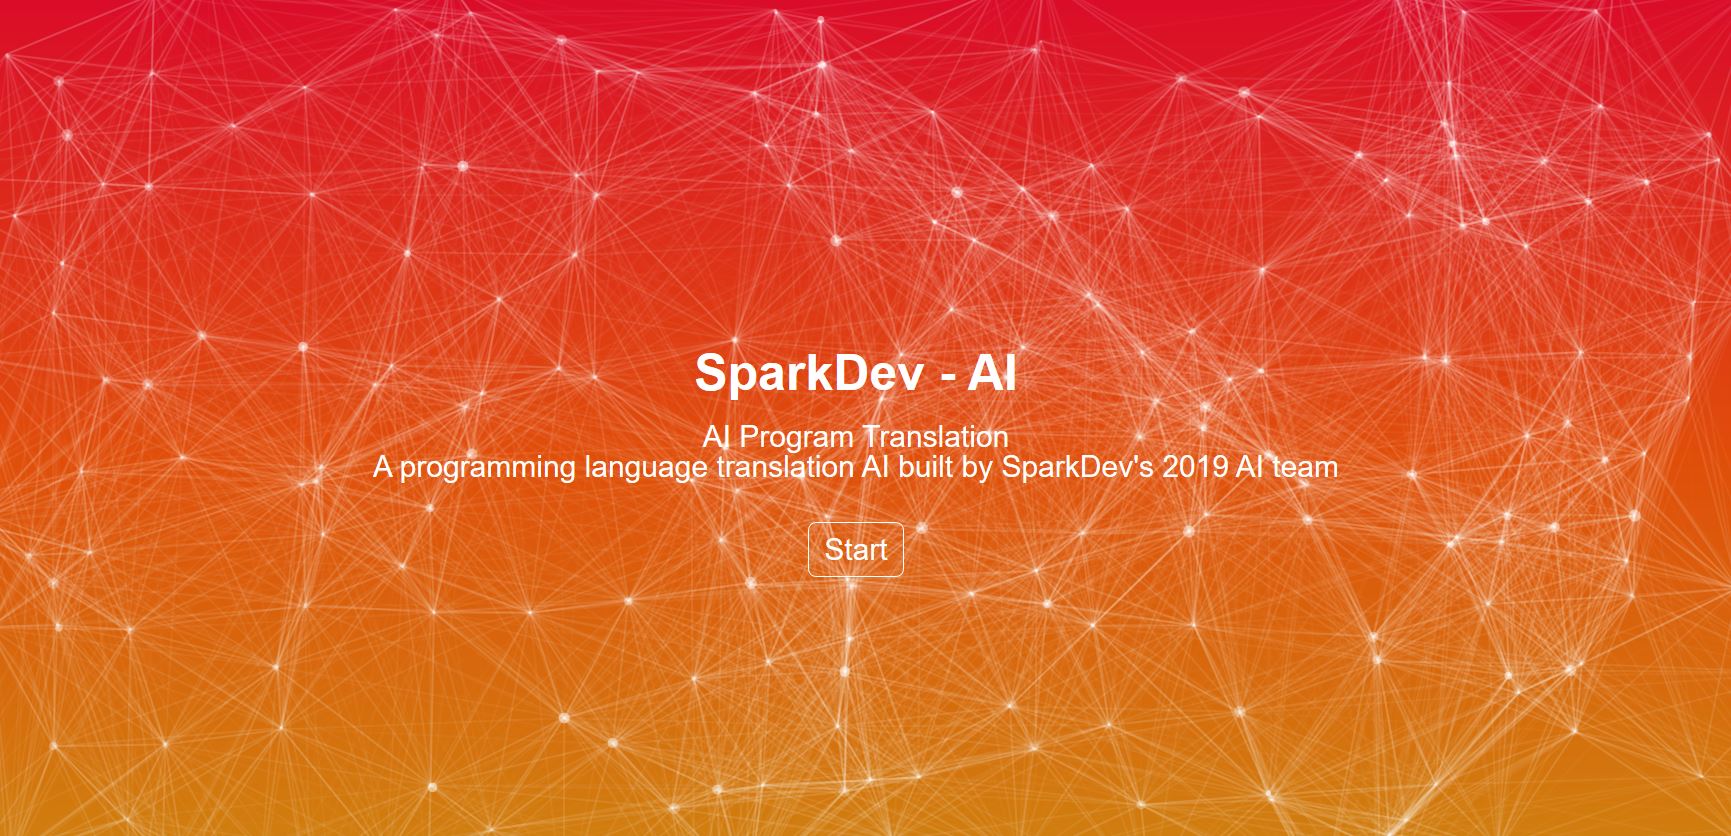 SparkDev - AI
AI Program Translation
A programming language translation AI built by SparkDev's 2019 AI team
Start